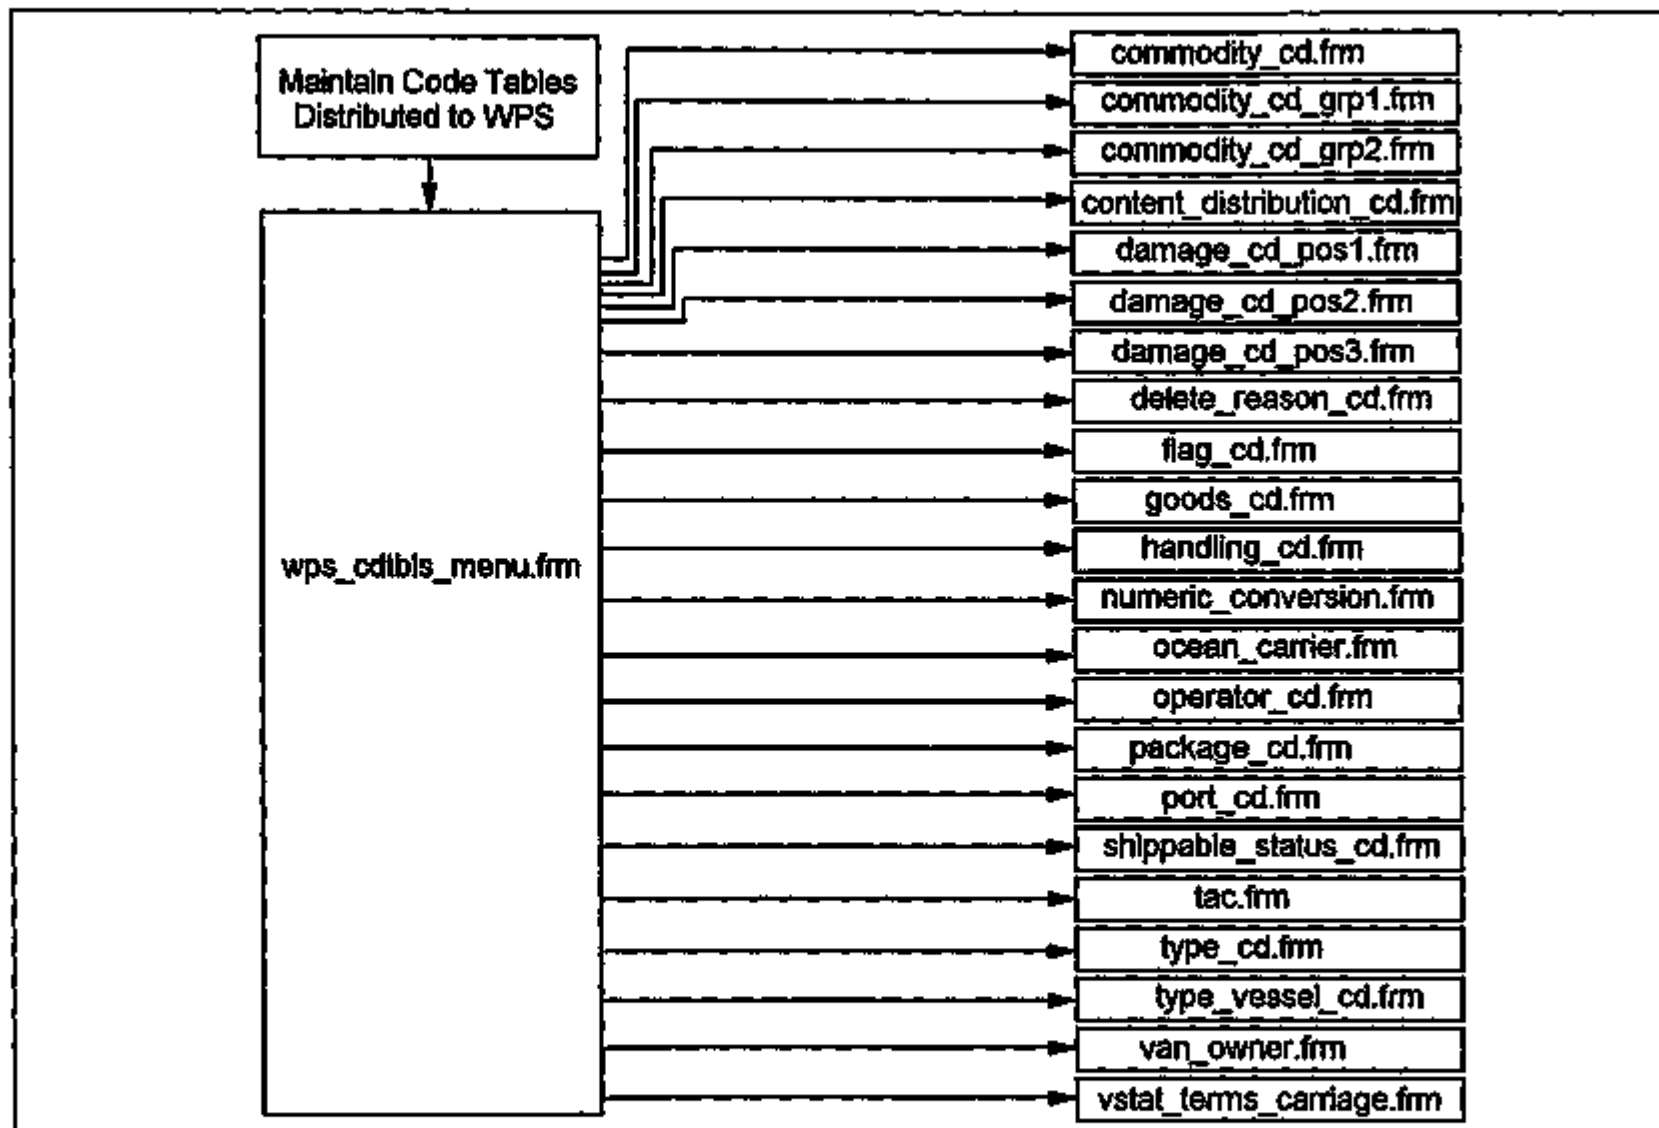 Maintain Code Tables
Distributed to WPS
wps_cdtbls_menu.frm
commodity_cd.frm
commodity_cd_grp1.frm
commodity_cd_grp2.frm
content_distribution_cd.frm
damage_cd_pos1.frm
damage_cd_pos2.frm
damage_cd_pos3.frm
delete_reason_cd.frm
flag_cd.frm
goods_cd.frm
handling_cd.frm
numeric_conversion.frm
ocean_carrier.frm
operator_cd.frm
package_cd.frm
port_cd.frm
shippable_status_cd.frm
tac.frm
type_cd.frm
type_vessel_cd.frm
van_owner.frm
vstat_terms_carriage.frm